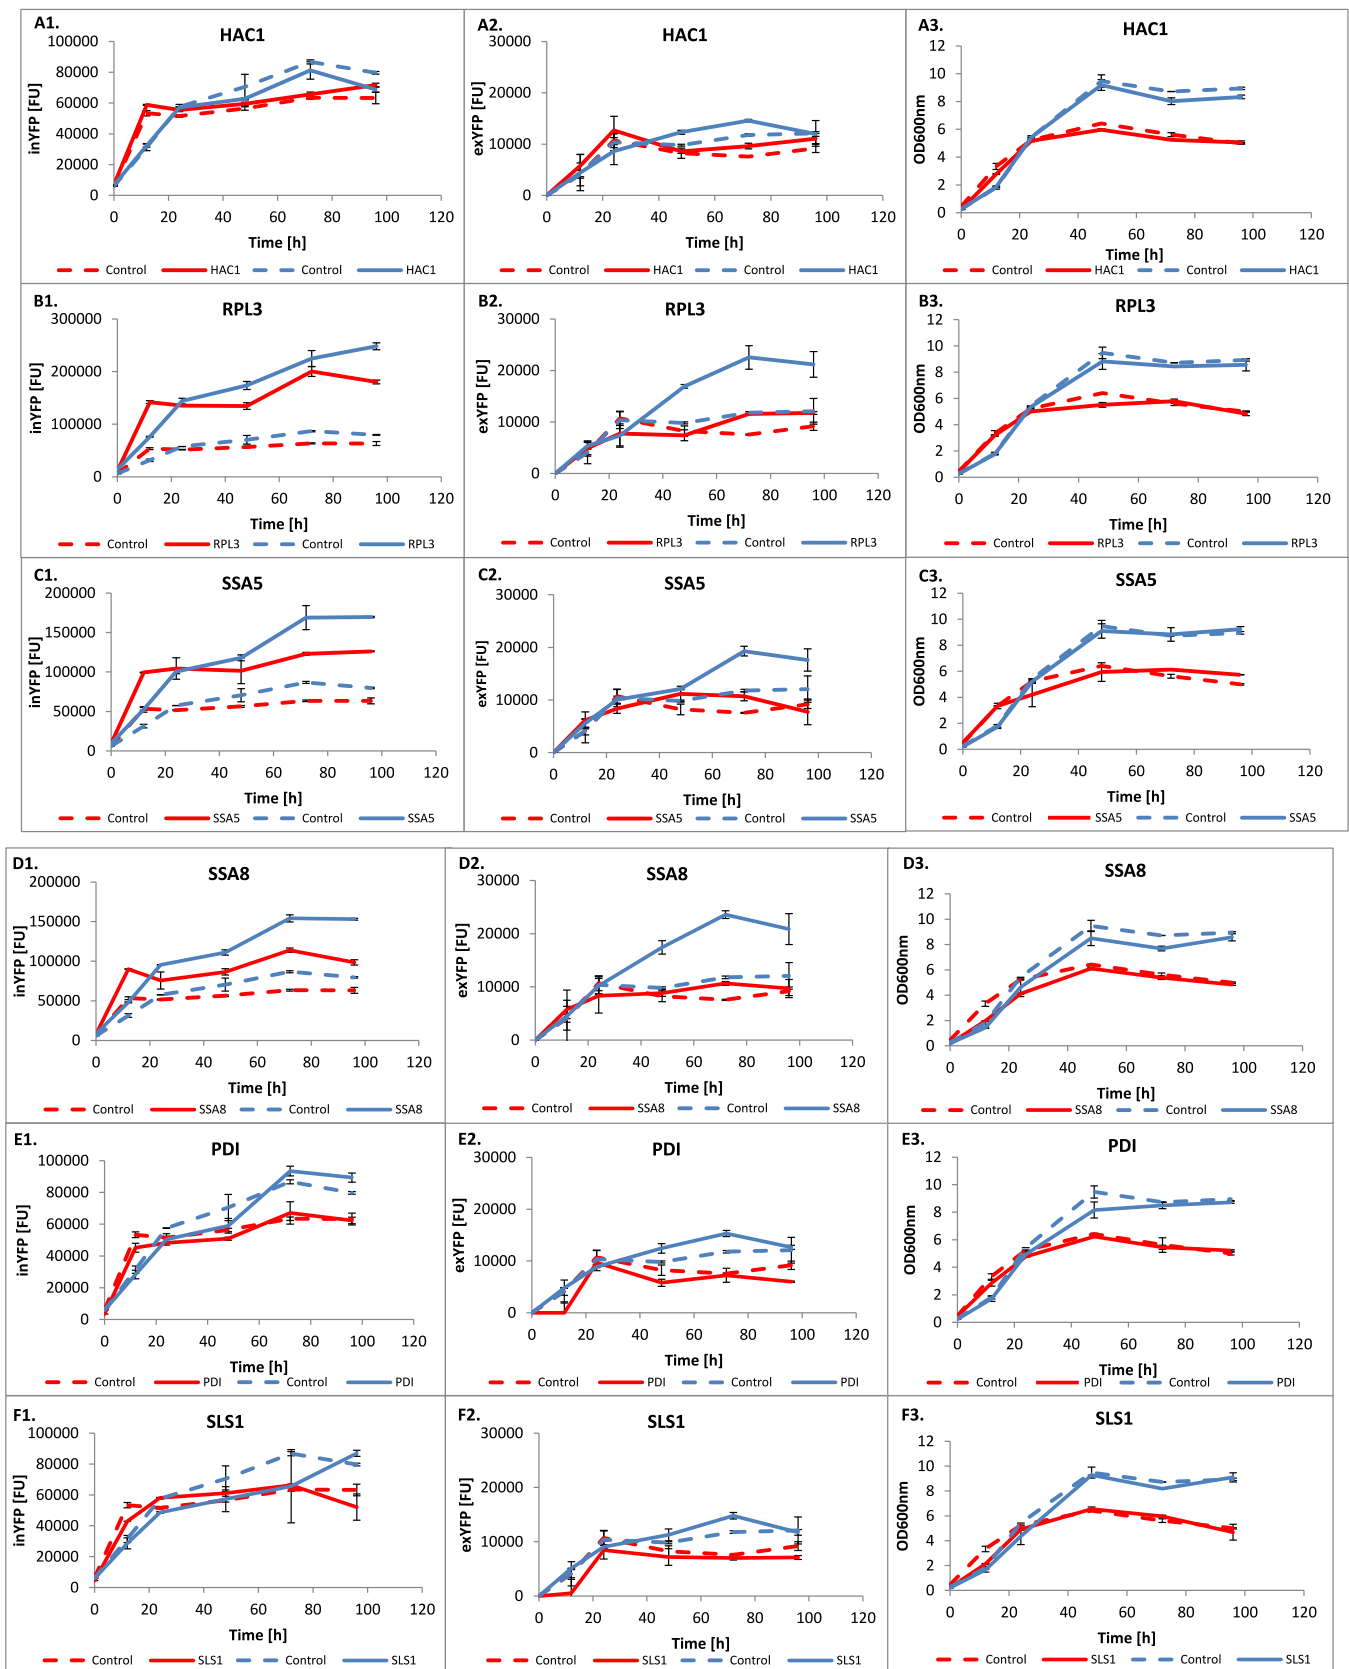 A1.
HAC1
inYFP [FU]
100000
80000
60000
40000
20000
0
0 20 40 60 80 100 120
Time [h]
Control HAC1 Control HAC1
A2.
HAC1
exYFP [FU]
30000
20000
10000
0
0 20 40 60 80 100 120
Time [h]
Control HAC1 Control HAC1
A3.
HAC1
OD600nm
12
10
8
6
4
2
0
0 20 40 60 80 100 120
Time [h]
Control HAC1 Control HAC1
B1.
RPL3
inYFP [FU]
300000
200000
100000
0
0 20 40 60 80 100 120
Time [h]
Control RPL3 Control RPL3
B2.
RPL3
exYFP [FU]
30000
20000
10000
0
0 20 40 60 80 100 120
Time [h]
Control RPL3 Control RPL3
B3.
RPL3
OD600nm
12
10
8
6
4
2
0
0 20 40 60 80 100 120
Time [h]
Control RPL3 Control RPL3
C1.
SSA5
inYFP [FU]
200000
150000
100000
50000
0
0 20 40 60 80 100 120
Time [h]
Control SSA5 Control SSA5
C2.
SSA5
exYFP [FU]
30000
20000
10000
0
0 20 40 60 80 100 120
Time [h]
Control SSA5 Control SSA5
C3.
SSA5
OD600nm
12
10
8
6
4
2
0
0 20 40 60 80 100 120
Time [h]
Control SSA5 Control SSA5
D1.
SSA8
inYFP [FU]
200000
150000
100000
50000
0
0 20 40 60 80 100 120
Time [h]
Control SSA8 Control SSA8
D2.
SSA8
exYFP [FU]
30000
20000
10000
0
0 20 40 60 80 100 120
Time [h]
Control SSA8 Control SSA8
D3.
SSA8
OD600nm
12
10
8
6
4
2
0
0 20 40 60 80 100 120
Time [h]
Control SSA8 Control SSA8
E1.
PDI
inYFP [FU]
100000
80000
60000
40000
20000
0
0 20 40 60 80 100 120
Time [h]
Control PDI Control PDI
E2.
PDI
exYFP [FU]
30000
20000
10000
0
0 20 40 60 80 100 120
Time [h]
Control PDI Control PDI
E3.
PDI
OD600nm
12
10
8
6
4
2
0
0 20 40 60 80 100 120
Time [h]
Control PDI Control PDI
F1.
SLS1
inYFP [FU]
100000
80000
60000
40000
20000
0
0 20 40 60 80 100 120
Time [h]
Control SLS1 Control SLS1
F2.
SLS1
exYFP [FU]
30000
20000
10000
0
0 20 40 60 80 100 120
Time [h]
Control SLS1 Control SLS1
F3.
SLS1
OD600nm
12
10
8
6
4
2
0
0 20 40 60 80 100 120
Time [h]
Control SLS1 Control SLS1